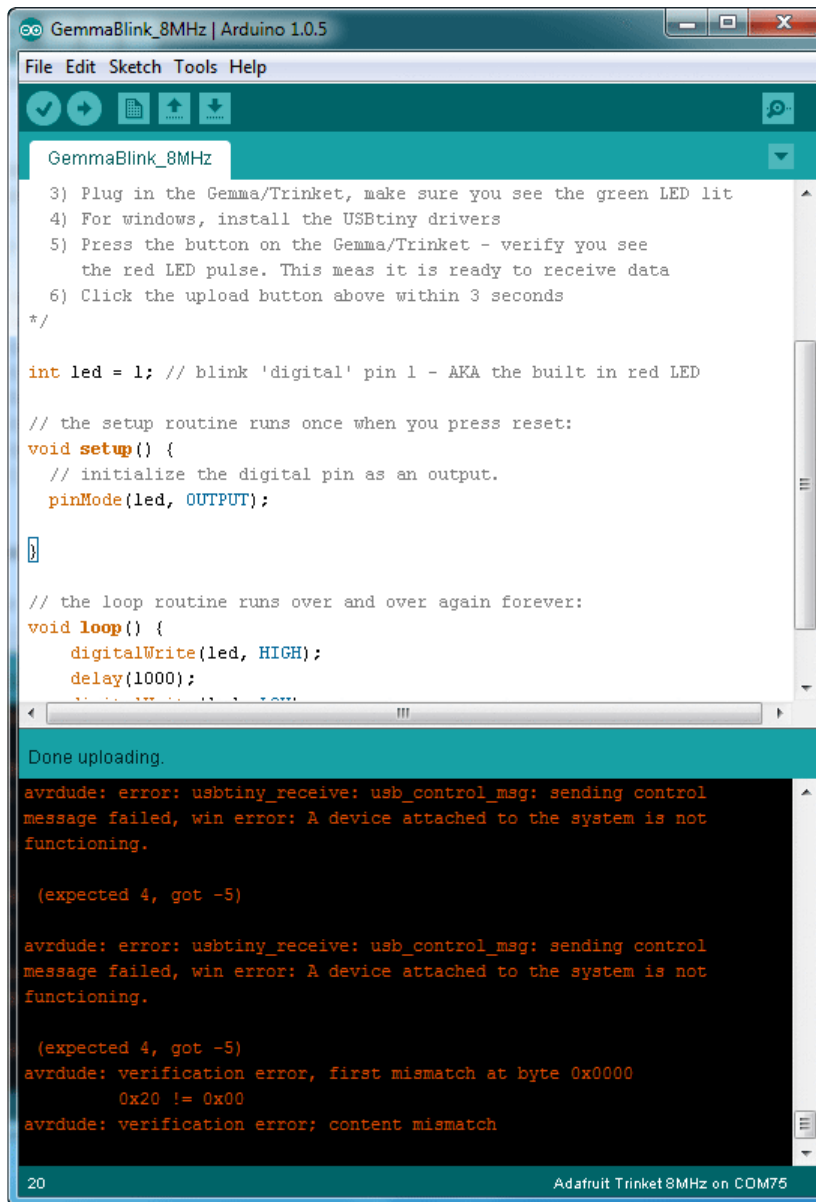 GemmaBlink_8MHz | Arduino 1.0.5
File Edit Sketch Tools Help
GemmaBlink_8MHz
3) Plug in the Gemma/Trinket, make sure you see the green LED lit
4) For windows, install the USBtiny drivers
5) Press the button on the Gemma/Trinket - verify you see
the red LED pulse. This meas it is ready to receive data
6) Click the upload button above within 3 seconds
*/
int led = 1; // blink 'digital' pin 1 - AKA the built in red LED
// the setup routine runs once when you press reset:
void setup() {
// initialize the digital pin as an output.
pinMode(led, OUTPUT);
}
// the loop routine runs over and over again forever:
void loop() {
digitalWrite(led, HIGH);
delay(1000);
Done uploading.
avrdude: error: usbtiny_receive: usb_control_msg: sending control
message failed, win error: A device attached to the system is not
functioning.
(expected 4, got -5)
avrdude: error: usbtiny_receive: usb_control_msg: sending control
message failed, win error: A device attached to the system is not
functioning.
(expected 4, got -5)
avrdude: verification error, first mismatch at byte 0x0000
0x20 != 0x00
avrdude: verification error; content mismatch
20 Adafruit Trinket 8MHz on COM75